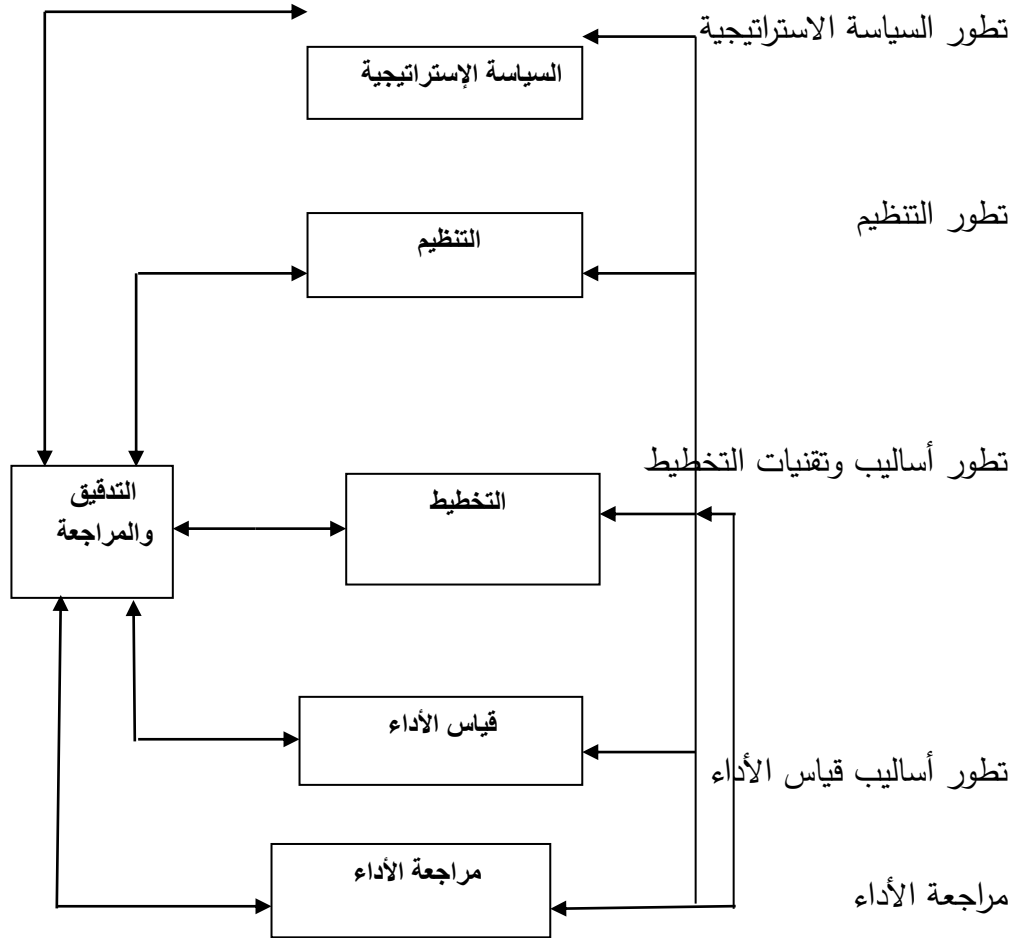 تطور السياسة الاستراتيجية
السياسة الإستراتيجية
تطور التنظيم
التنظيم
تطور أساليب وتقنيات التخطيط
التخطيط
التدقيق
والمراجعة
قياس الأداء
تطور أساليب قياس الأداء
مراجعة الأداء
مراجعة الأداء